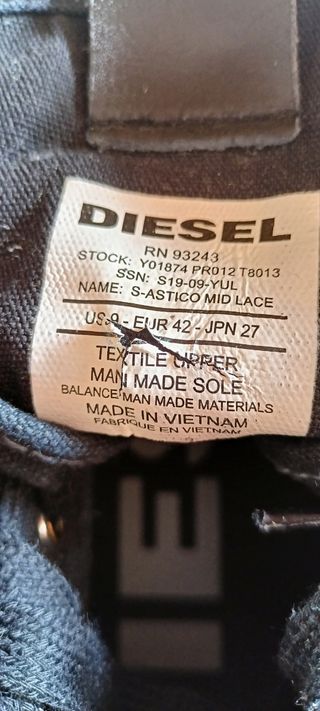 DIESEL
RN 93243
STOCK: Y01874 PR012 T8013
SSN: S19-09-YUL
NAME: S-ASTICO MID LACE
US 9 - EUR 42 - JPN 27
TEXTILE UPPER
MAN MADE SOLE
BALANCE MAN MADE MATERIALS
MADE IN VIETNAM
FABRIQUE EN VIETNAM